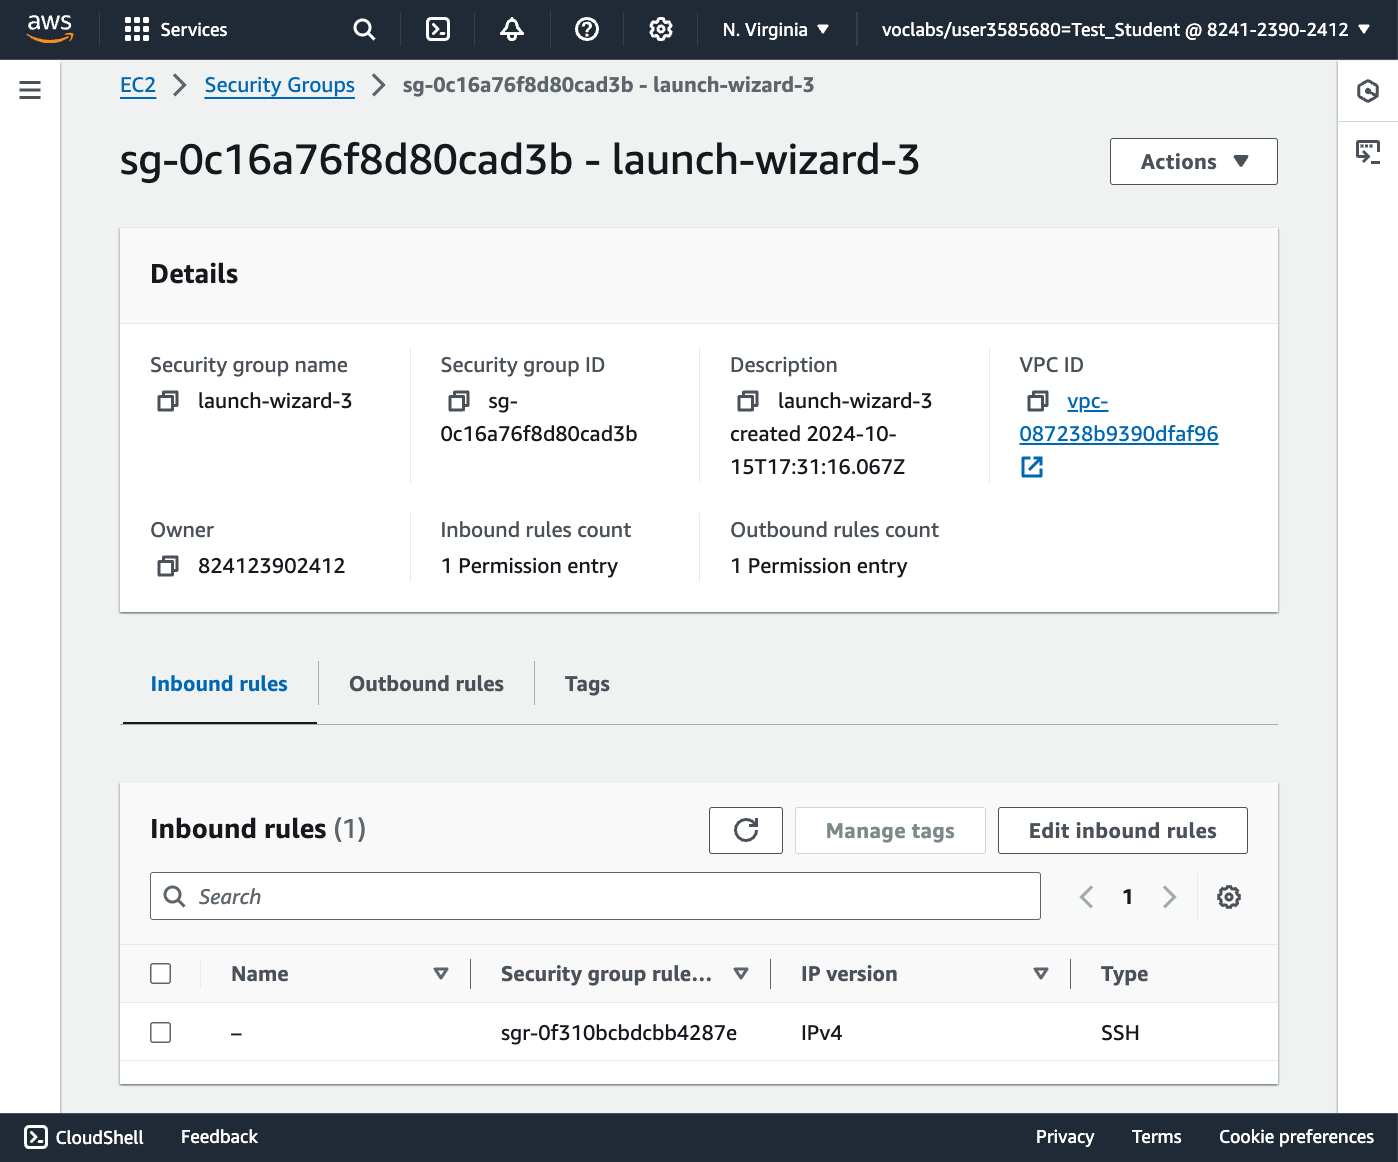 aws Services N. Virginia voclabs/user3585680=Test_Student @ 8241-2390-2412
EC2 Security Groups sg-0c16a76f8d80cad3b - launch-wizard-3
sg-0c16a76f8d80cad3b - launch-wizard-3
Actions
Details
Security group name
launch-wizard-3
Security group ID
sg-
0c16a76f8d80cad3b
Description
launch-wizard-3
created 2024-10-
15T17:31:16.067Z
VPC ID
vpc-
087238b9390dfaf96
Owner
824123902412
Inbound rules count
1 Permission entry
Outbound rules count
1 Permission entry
Inbound rules Outbound rules Tags
Inbound rules (1)
Manage tags
Edit inbound rules
Search
1
Name Security group rule... IP version Type
– sgr-0f310bcbdcbb4287e IPv4 SSH
CloudShell Feedback Privacy Terms Cookie preferences